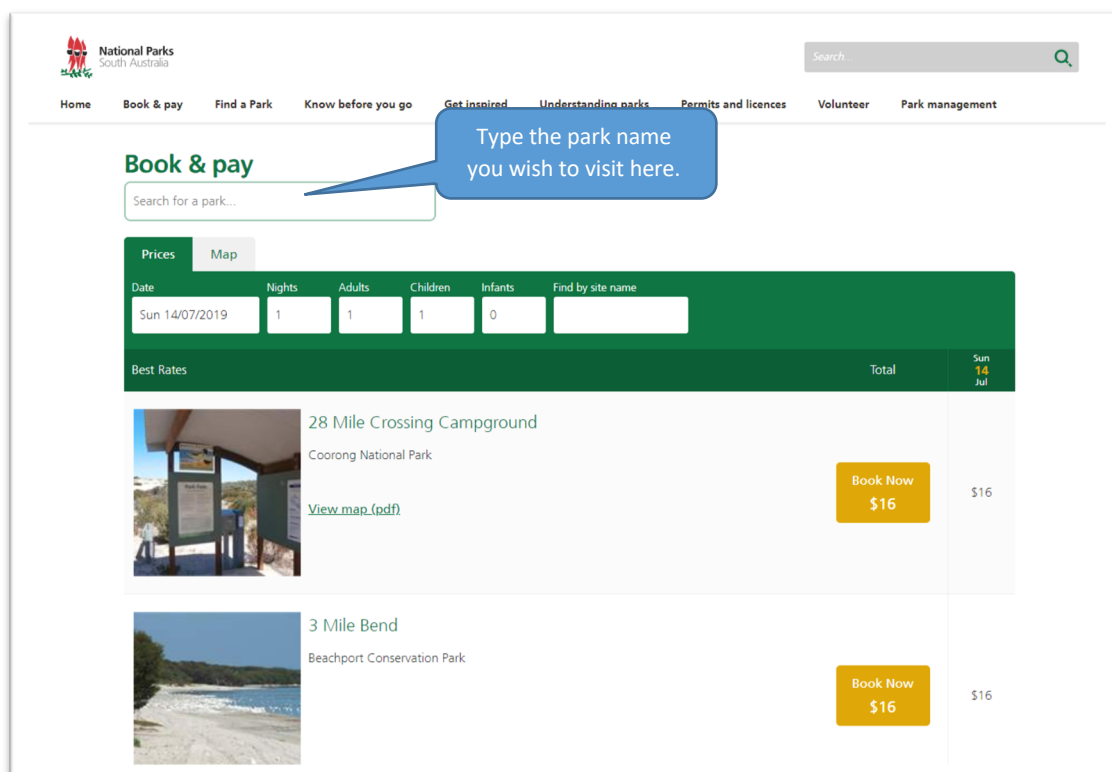 National Parks
South Australia
Search...
Home Book & pay Find a Park Know before you go Get inspired Understanding parks Permits and licences Volunteer Park management
Type the park name
you wish to visit here.
Book & pay
Search for a park...
Prices Map
Date Nights Adults Children Infants Find by site name
Sun 14/07/2019 1 1 1 0
Best Rates Total Sun
14
Jul
28 Mile Crossing Campground
Coorong National Park
View map (pdf)
Book Now
$16
$16
3 Mile Bend
Beachport Conservation Park
Book Now
$16
$16